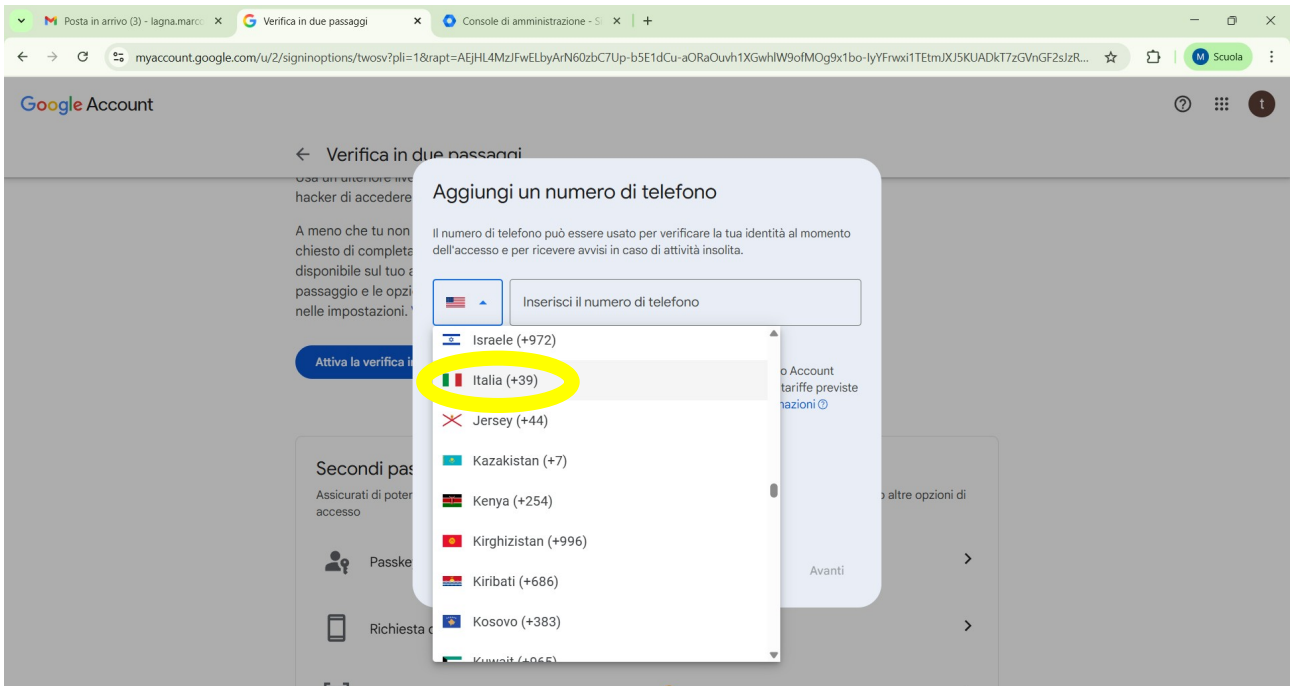 Posta in arrivo (3) - lagna.marc
Verifica in due passaggi
Console di amministrazione - S
myaccount.google.com/u/2/signinoptions/twosv?pli=1&rapt=AEjHL4MzJFwELbyArN60zbC7Up-b5E1dCu-aORaOuvh1XGwhlW9ofMOg9x1bo-IyYFrwxi1TEtmJXJ5KUADkT7zGVnGF2sJzR...
Scuola
Google Account
t
Verifica in due passaggi
hacker di accedere
A meno che tu non
chiesto di completa
disponibile sul tuo a
passaggio e le opzi
nelle impostazioni.
Attiva la verifica i
Aggiungi un numero di telefono
Il numero di telefono può essere usato per verificare la tua identità al momento
dell'accesso e per ricevere avvisi in caso di attività insolita.
Inserisci il numero di telefono
Israele (+972)
Italia (+39)
Jersey (+44)
Kazakistan (+7)
Kenya (+254)
Kirghizistan (+996)
Kiribati (+686)
Kosovo (+383)
Kuwait (+965)
o Account
tariffe previste
mazioni
Avanti
Secondi pas
Assicurati di poter
o altre opzioni di
accesso
Passke
Richiesta